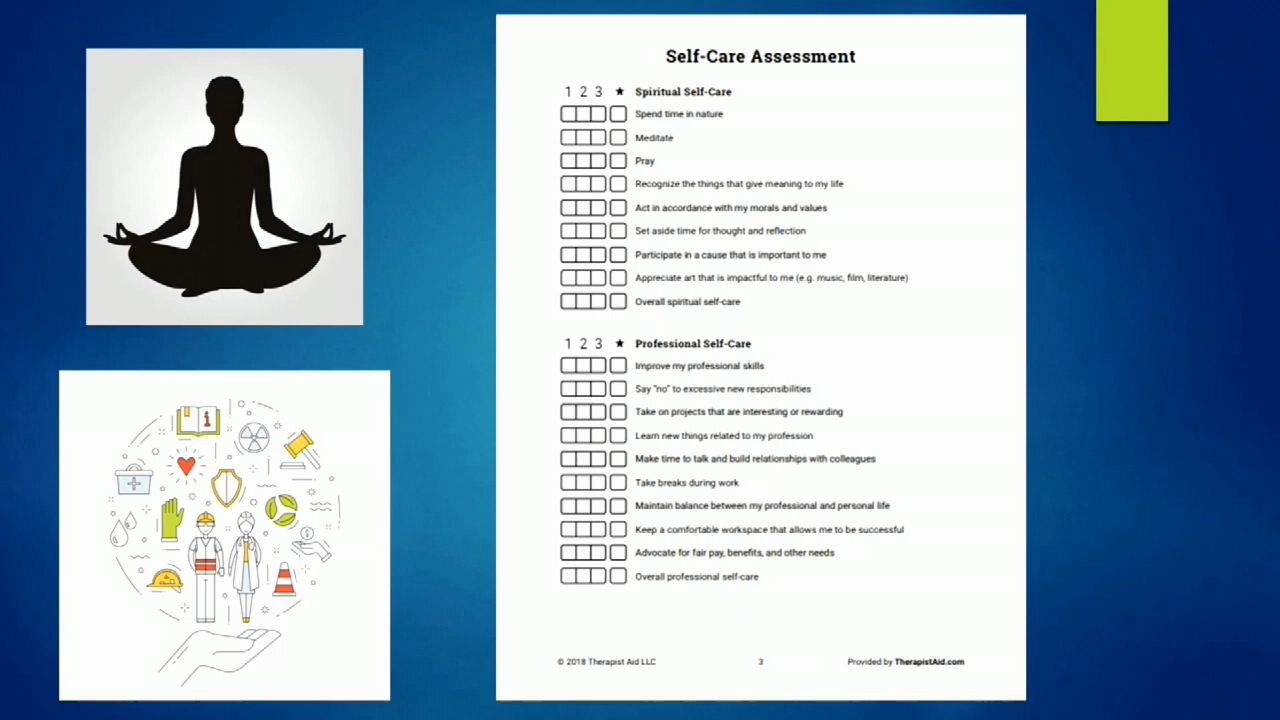 Self-Care Assessment
1 2 3 ★ Spiritual Self-Care
Spend time in nature
Meditate
Pray
Recognize the things that give meaning to my life
Act in accordance with my morals and values
Set aside time for thought and reflection
Participate in a cause that is important to me
Appreciate art that is impactful to me (e.g. music, film, literature)
Overall spiritual self-care
1 2 3 ★ Professional Self-Care
Improve my professional skills
Say "no" to excessive new responsibilities
Take on projects that are interesting or rewarding
Learn new things related to my profession
Make time to talk and build relationships with colleagues
Take breaks during work
Maintain balance between my professional and personal life
Keep a comfortable workspace that allows me to be successful
Advocate for fair pay, benefits, and other needs
Overall professional self-care
© 2018 Therapist Aid LLC 3 Provided by TherapistAid.com